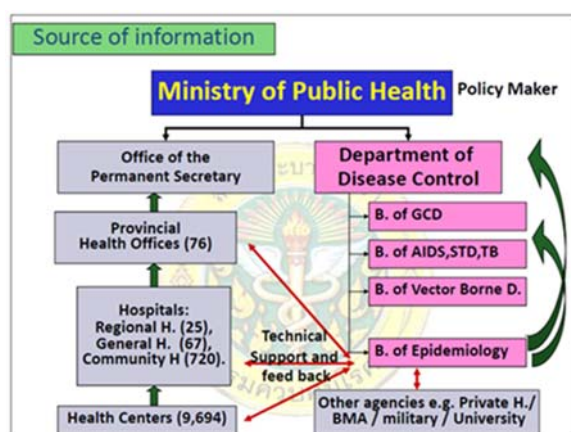 Source of information
Ministry of Public Health
Policy Maker
Office of the
Permanent Secretary
Department of
Disease Control
Provincial
Health Offices (76)
B. of GCD
B. of AIDS,STD,TB
B. of Vector Borne D.
Hospitals:
Regional H. (25),
General H. (67),
Community H (720).
Technical
Support and
feed back
B. of Epidemiology
Health Centers (9,694)
Other agencies e.g. Private H./
BMA / military / University